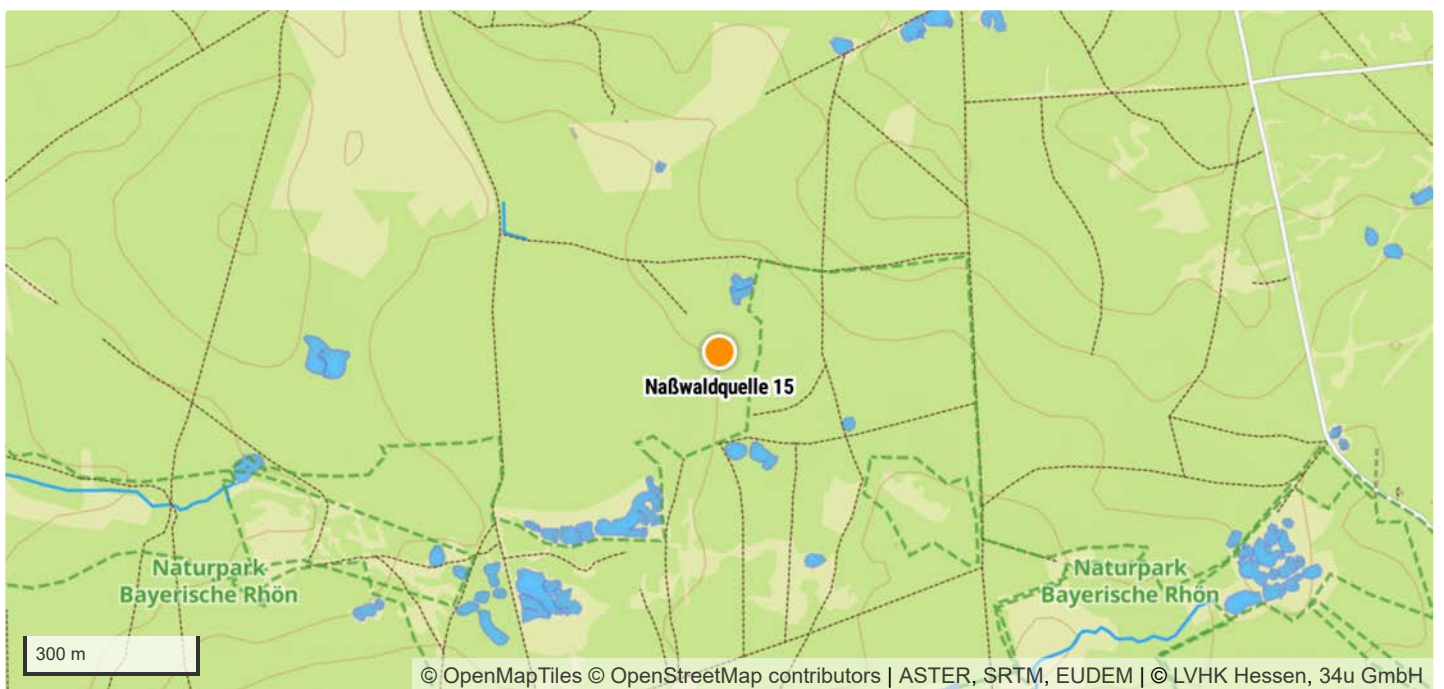 Naßwaldquelle 15
Naturpark
Bayerische Rhön
Naturpark
Bayerische Rhön
300 m
© OpenMapTiles © OpenStreetMap contributors | ASTER, SRTM, EUDEM | © LVHK Hessen, 34u GmbH